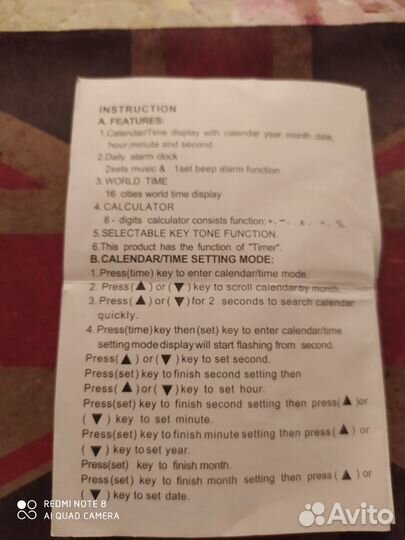 INSTRUCTION
A. FEATURES:
1.Calendar/Time display with calendar year, month, date,
hour,minute and second.
2.Daily alarm clock
2sets music & 1set beep alarm function
3. WORLD TIME
16 cities world time display
4. CALCULATOR
8 - digits calculator consists function:+. -. x. ÷. %.
5. SELECTABLE KEY TONE FUNCTION.
6.This product has the function of "Timer".
B.CALENDAR/TIME SETTING MODE:
1. Press(time) key to enter calendar/time mode.
2. Press(▲) or(▼) key to scroll calendar by month.
3. Press(▲) or(▼) for 2 seconds to search calendar
quickly.
4. Press(time)key then(set) key to enter calendar/time
setting mode display will start flashing from second.
Press(▲) or(▼) key to set second.
Press(set) key to finish second setting then
Press(▲) or(▼) key to set hour.
Press(set) key to finish second setting then press(▲)or
(▼) key to set minute.
Press(set) key to finish minute setting then press(▲) or
(▼) key to set year.
Press(set) key to finish month.
Press(set) key to finish month setting then press (▲) or
(▼) key to set date.
REDMI NOTE 8
AI QUAD CAMERA
Avito